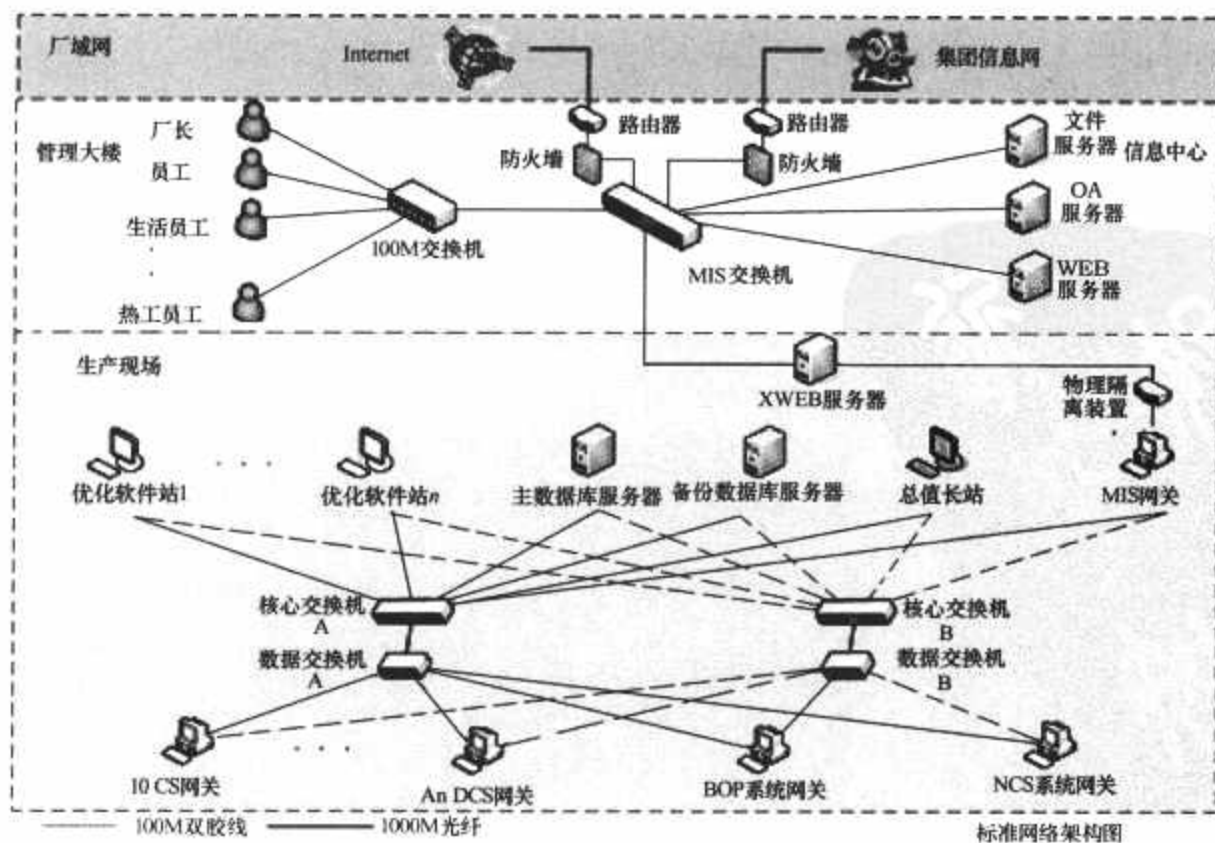 厂域网
Internet
集团信息网
管理大楼
厂长
员工
生活员工
热工员工
100M交换机
路由器
防火墙
路由器
防火墙
MIS交换机
文件
服务器
信息中心
OA
服务器
WEB
服务器
生产现场
XWEB服务器
物理隔
离装置
优化软件站1
优化软件站n
主数据库服务器
备份数据库服务器
总值长站
MIS网关
核心交换机
A
核心交换机
B
数据交换机
A
数据交换机
B
10 CS网关
An DCS网关
BOP系统网关
NCS系统网关
100M双胶线
1000M光纤
标准网络架构图